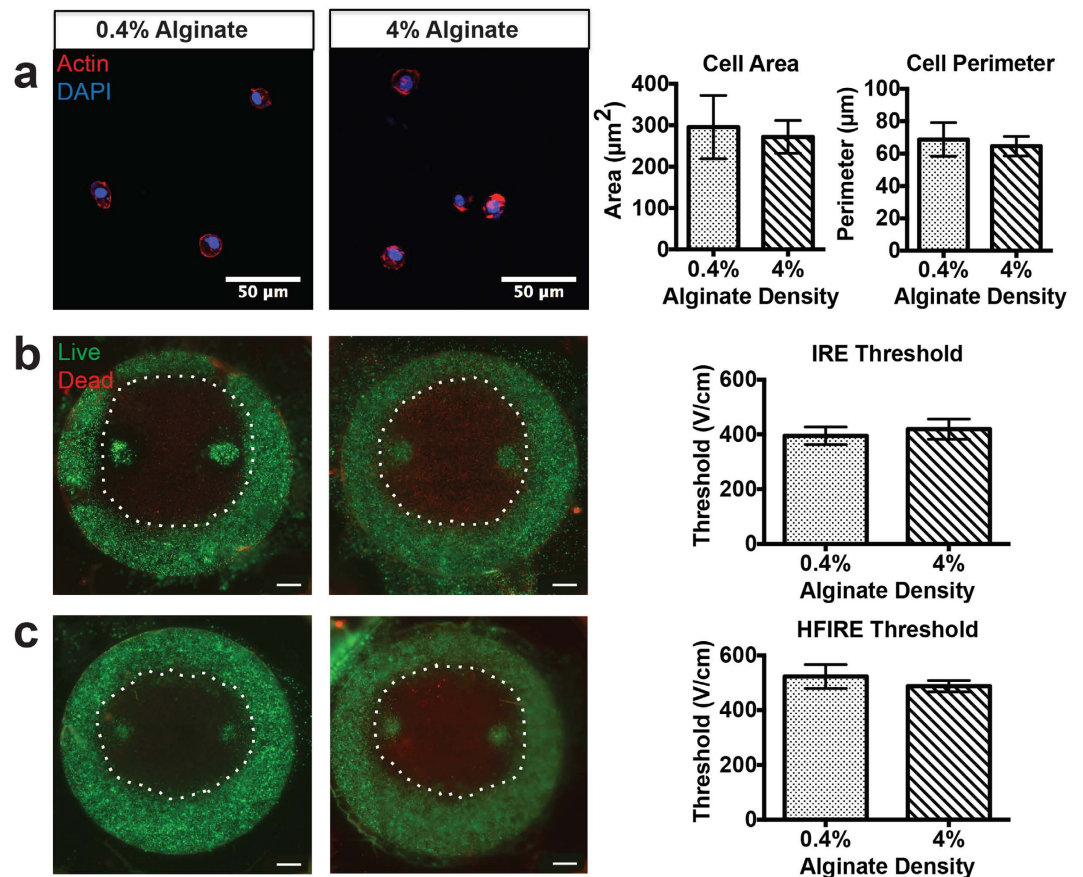 0.4% Alginate
4% Alginate
a
Actin
DAPI
50 µm
50 µm
Cell Area
Area (µm²)
400
300
200
100
0
0.4%
4%
Alginate Density
Cell Perimeter
Perimeter (µm)
100
80
60
40
20
0
0.4%
4%
Alginate Density
b
Live
Dead
IRE Threshold
Threshold (V/cm)
600
400
200
0
0.4%
4%
Alginate Density
c
HFIRE Threshold
Threshold (V/cm)
600
400
200
0
0.4%
4%
Alginate Density